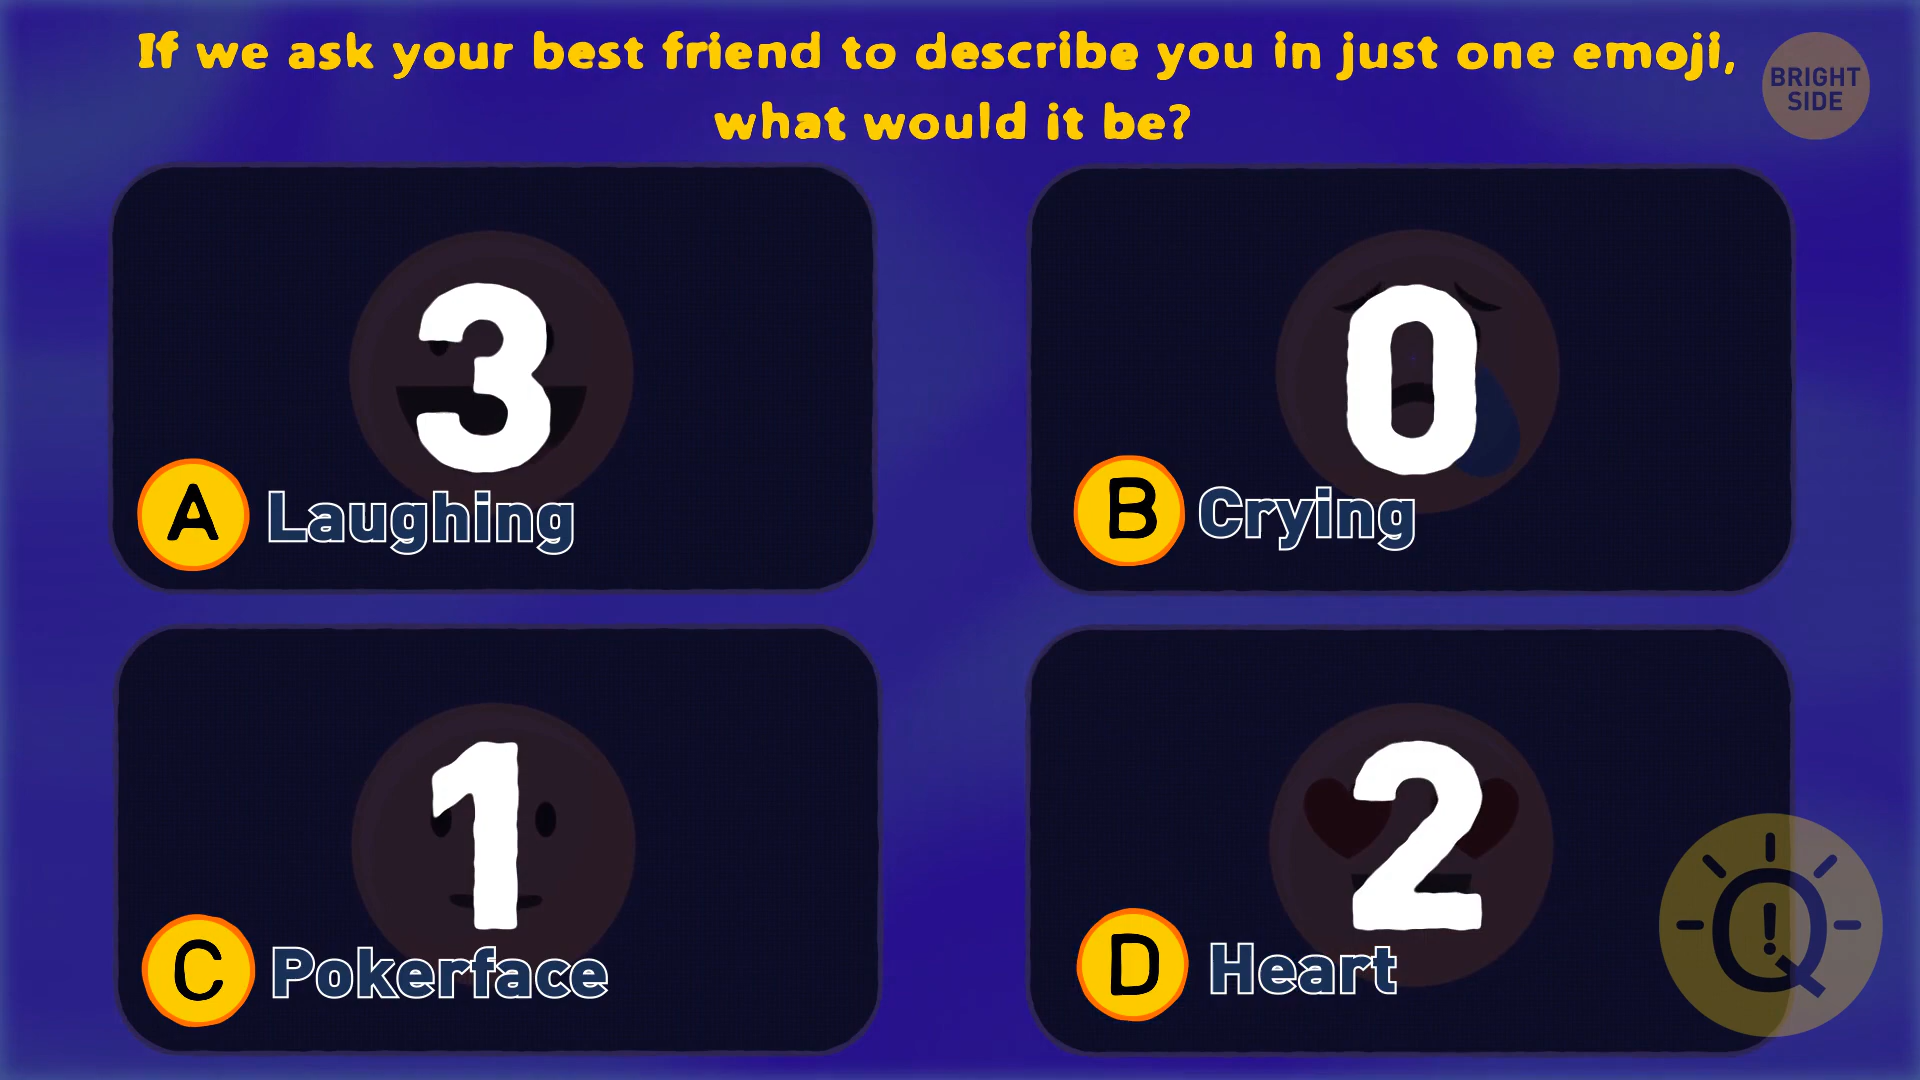 If we ask your best friend to describe you in just one emoji,
what would it be?
BRIGHT
SIDE
3
A Laughing
0
B Crying
1
C Pokerface
2
D Heart
Q!